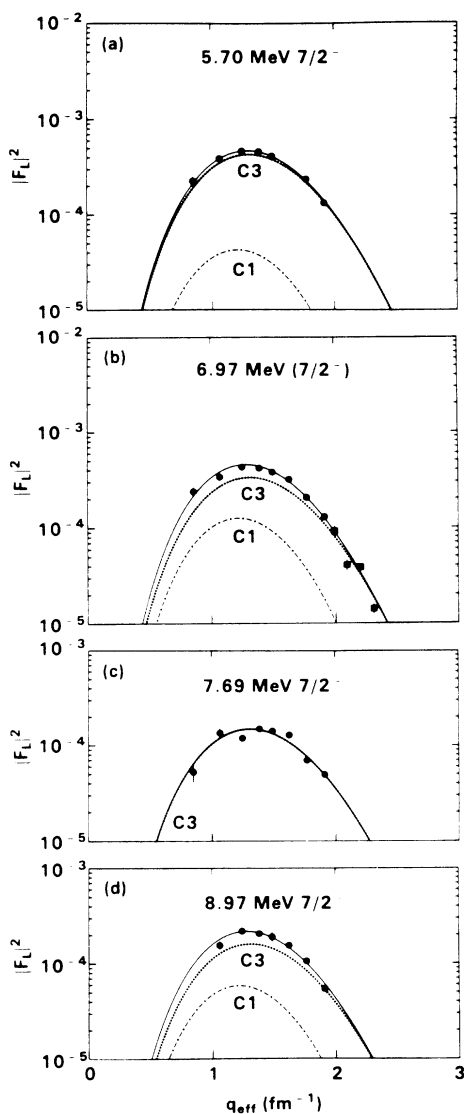 (a)
5.70 MeV 7/2⁻
10⁻²
10⁻³
10⁻⁴
10⁻⁵
|F_L|²
C3
C1
(b)
6.97 MeV (7/2⁻)
10⁻²
10⁻³
10⁻⁴
10⁻⁵
|F_L|²
C3
C1
(c)
7.69 MeV 7/2⁻
10⁻³
10⁻⁴
10⁻⁵
|F_L|²
C3
(d)
8.97 MeV 7/2⁻
10⁻³
10⁻⁴
10⁻⁵
|F_L|²
C3
C1
0 1 2 3
q_eff (fm⁻¹)